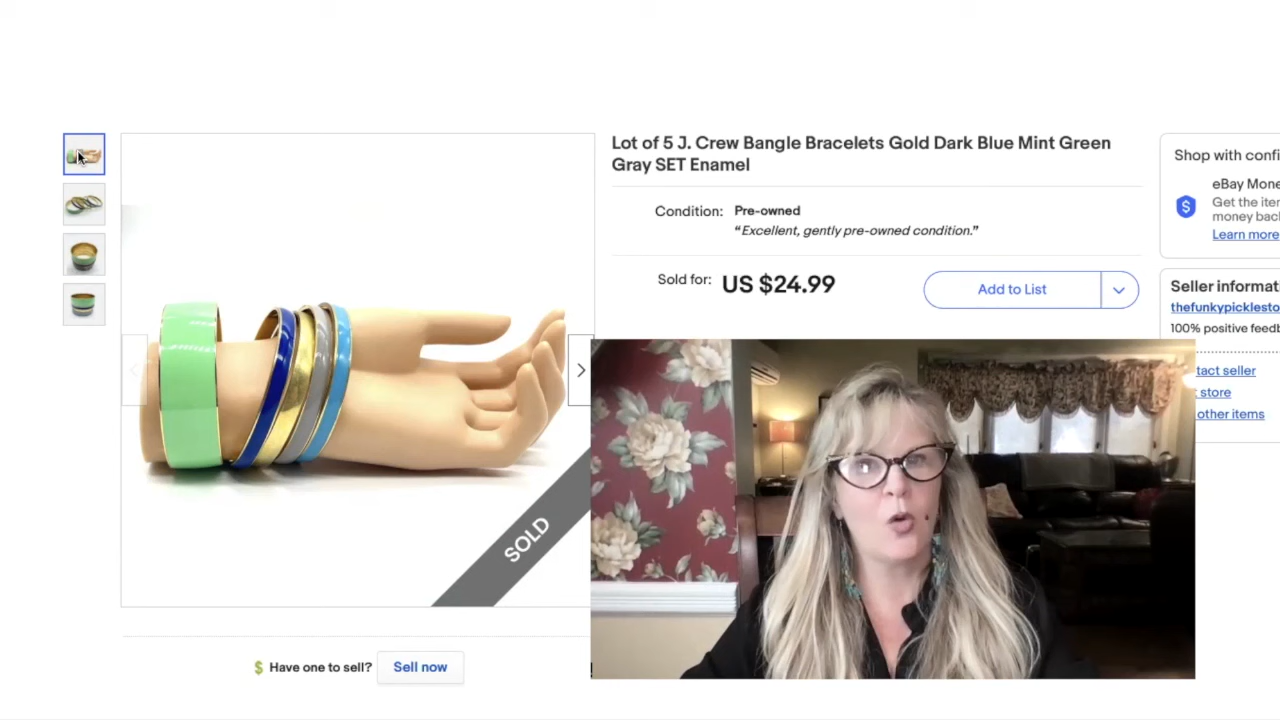 Lot of 5 J. Crew Bangle Bracelets Gold Dark Blue Mint Green
Gray SET Enamel
Condition: Pre-owned
“Excellent, gently pre-owned condition.”
Sold for: US $24.99
Add to List
SOLD
Have one to sell? Sell now
Shop with confi
eBay Mone
Get the iter
money back
Learn more
Seller informat
thefunkypicklesto
100% positive feedb
tact seller
store
other items